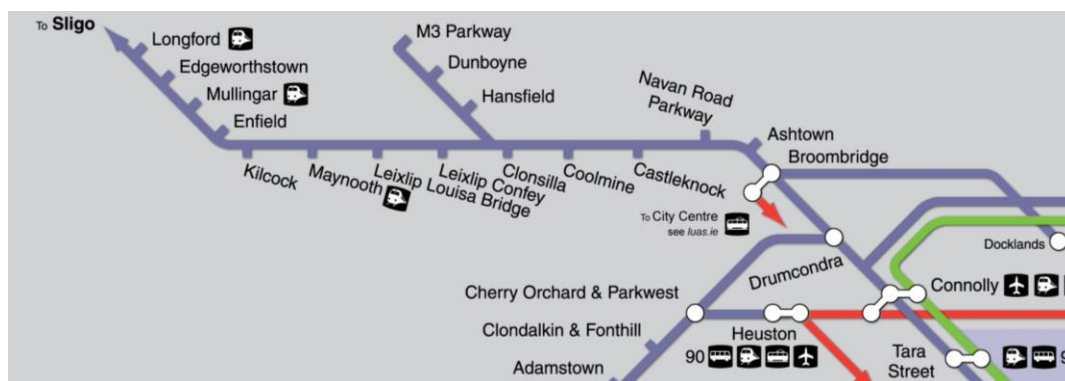 To Sligo
Longford
Edgeworthstown
Mullingar
Enfield
M3 Parkway
Dunboyne
Hansfield
Navan Road
Parkway
Ashtown
Broombridge
Kilcock
Maynooth
Leixlip Louisa Bridge
Leixlip Confey
Clonsilla
Coolmine
Castleknock
To City Centre
see luas.ie
Docklands
Drumcondra
Cherry Orchard & Parkwest
Connolly
Clondalkin & Fonthill
Heuston
90
Adamstown
Tara
Street
9